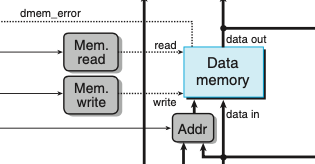 dmem_error
data out
Mem.
read
read
Data
memory
Mem.
write
write
data in
Addr